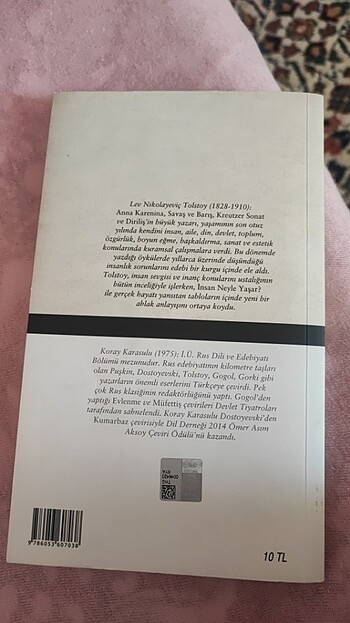 Lev Nikolayeviç Tolstoy (1828-1910):
Anna Karenina, Savaş ve Barış, Kreutzer Sonat
ve Diriliş'in büyük yazarı, yaşamının son otuz
yılında kendini insan, aile, din, devlet, toplum,
özgürlük, boyun eğme, başkaldırma, sanat ve estetik
konularında kuramsal çalışmalara verdi. Bu dönemde
yazdığı öykülerde yıllarca üzerinde düşündüğü
insanlık sorunlarını edebi bir kurgu içinde ele aldı.
Tolstoy, insan sevgisi ve inanç konularını ustalığının
bütün inceliğiyle işlerken, İnsan Neyle Yaşar?
ile gerçek hayatı yansıtan tabloların içinde yeni bir
ahlak anlayışını ortaya koydu.
Koray Karasulu (1975): İ.Ü. Rus Dili ve Edebiyatı
Bölümü mezunudur. Rus edebiyatının kilometre taşları
olan Puşkin, Dostoyevski, Tolstoy, Gogol, Gorki gibi
yazarların önemli eserlerini Türkçeye çevirdi. Pek
çok Rus klasiğinin redaktörlüğünü yaptı. Gogol'den
yaptığı Evlenme ve Müfettiş çevirileri Devlet Tiyatroları
tarafından sahnelendi. Koray Karasulu Dostoyevski'den
Kumarbaz çevirisiyle Dil Derneği 2014 Ömer Asım
Aksoy Çeviri Ödülü'nü kazandı.
9 786053 607038
10 TL